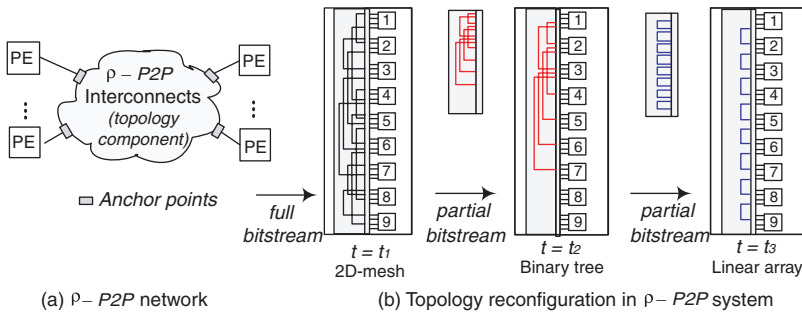 PE
PE
PE
PE
ρ – P2P
Interconnects
(topology
component)
Anchor points
full
bitstream
1
2
3
4
5
6
7
8
9
t = t1
2D-mesh
partial
bitstream
1
2
3
4
5
6
7
8
9
t = t2
Binary tree
partial
bitstream
1
2
3
4
5
6
7
8
9
t = t3
Linear array
(a) ρ– P2P network
(b) Topology reconfiguration in ρ– P2P system